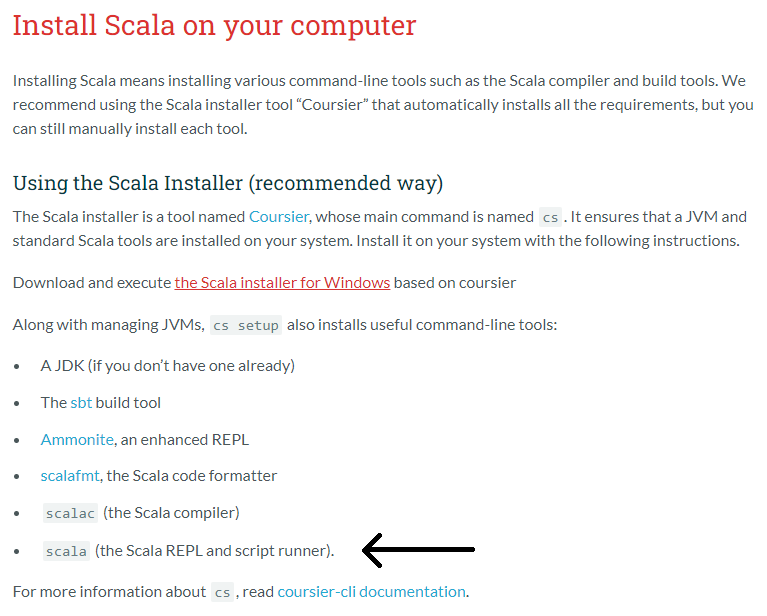 Install Scala on your computer
Installing Scala means installing various command-line tools such as the Scala compiler and build tools. We
recommend using the Scala installer tool “Coursier” that automatically installs all the requirements, but you
can still manually install each tool.
Using the Scala Installer (recommended way)
The Scala installer is a tool named Coursier, whose main command is named cs. It ensures that a JVM and
standard Scala tools are installed on your system. Install it on your system with the following instructions.
Download and execute the Scala installer for Windows based on coursier
Along with managing JVMs, cs setup also installs useful command-line tools:
• A JDK (if you don’t have one already)
• The sbt build tool
• Ammonite, an enhanced REPL
• scalafmt, the Scala code formatter
• scalac (the Scala compiler)
• scala (the Scala REPL and script runner).
For more information about cs, read coursier-cli documentation.